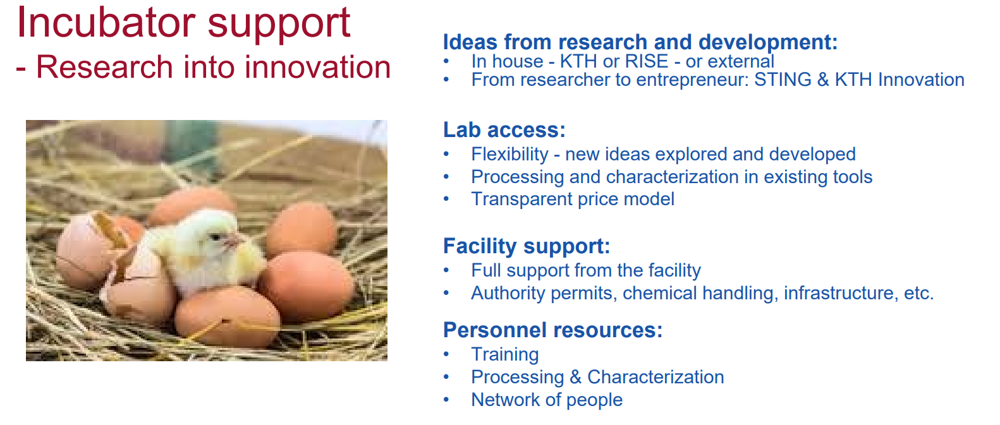 Incubator support
- Research into innovation
Ideas from research and development:
• In house - KTH or RISE - or external
• From researcher to entrepreneur: STING & KTH Innovation
Lab access:
• Flexibility - new ideas explored and developed
• Processing and characterization in existing tools
• Transparent price model
Facility support:
• Full support from the facility
• Authority permits, chemical handling, infrastructure, etc.
Personnel resources:
• Training
• Processing & Characterization
• Network of people